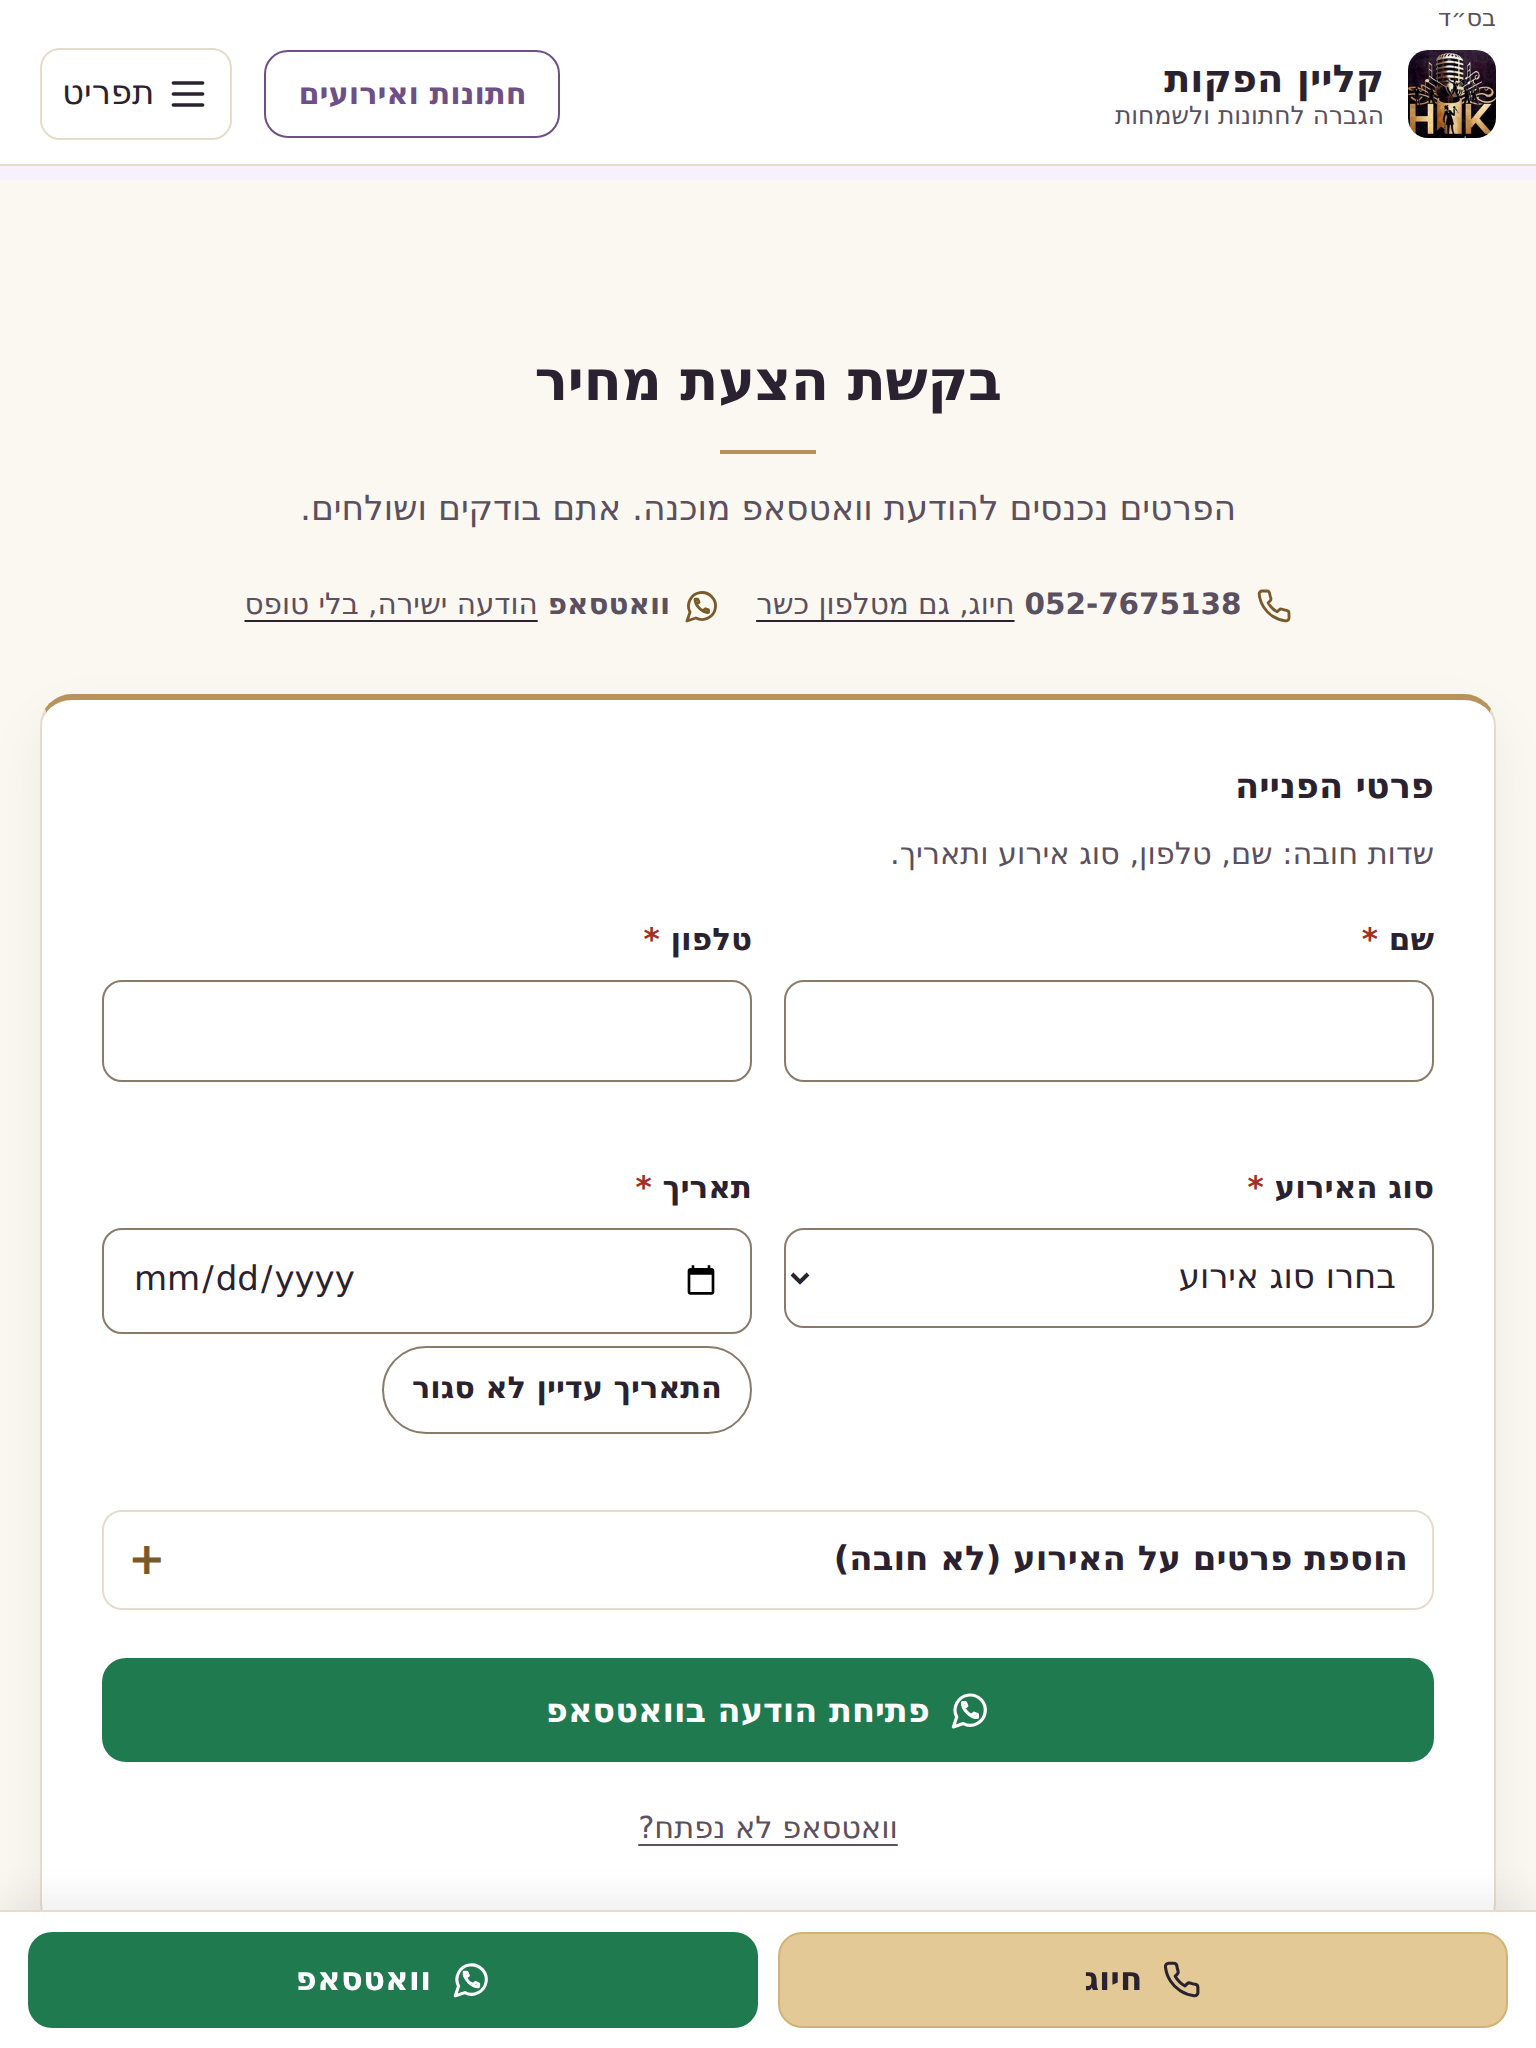 בס״ד
קליין הפקות
הגברה לחתונות ולשמחות
HK
חתונות ואירועים
תפריט
בקשת הצעת מחיר
הפרטים נכנסים להודעת וואטסאפ מוכנה. אתם בודקים ושולחים.
052-7675138 חיוג, גם מטלפון כשר
וואטסאפ הודעה ישירה, בלי טופס
פרטי הפנייה
שדות חובה: שם, טלפון, סוג אירוע ותאריך.
שם *
טלפון *
סוג האירוע *
בחרו סוג אירוע
תאריך *
mm/dd/yyyy
התאריך עדיין לא סגור
הוספת פרטים על האירוע (לא חובה)
+
פתיחת הודעה בוואטסאפ
וואטסאפ לא נפתח?
חיוג
וואטסאפ